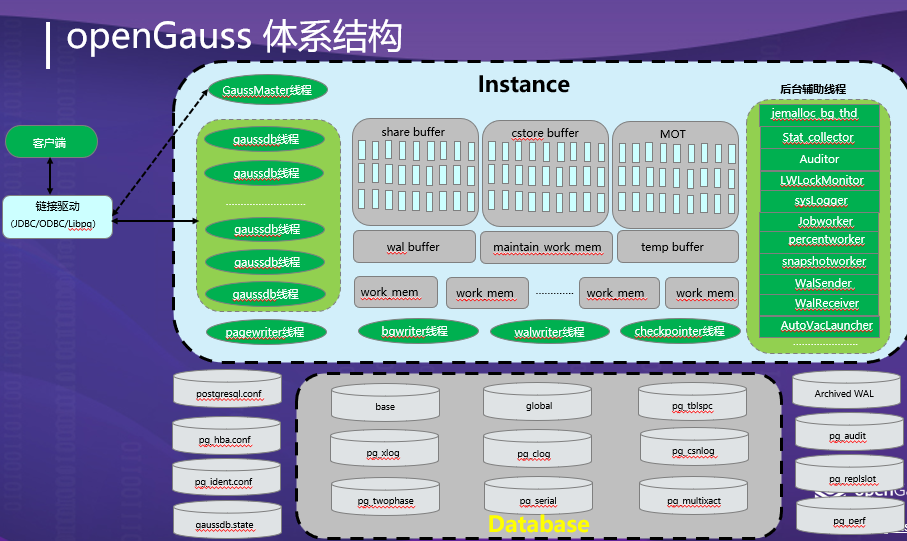 openGauss 体系结构
Instance
GaussMaster线程
后台辅助线程
客户端
链接驱动
(JDBC/ODBC/Libpq)
gaussdb线程
gaussdb线程
gaussdb线程
gaussdb线程
gaussdb线程
share buffer
cstore buffer
MOT
wal buffer
maintain_work_mem
temp buffer
work_mem
work_mem
work_mem
work_mem
pagewriter线程
bgwriter线程
walwriter线程
checkpointer线程
jemalloc_bg_thd
Stat_collector
Auditor
LWLockMonitor
sysLogger
Jobworker
percentworker
snapshotworker
WalSender
WalReceiver
AutoVacLauncher
postgresql.conf
pg_hba.conf
pg_ident.conf
gaussdb.state
base
global
pg_tblspc
pg_xlog
pg_clog
pg_csnlog
pg_twophase
pg_serial
pg_multixact
Database
Archived WAL
pg_audit
pg_replslot
pg_perf